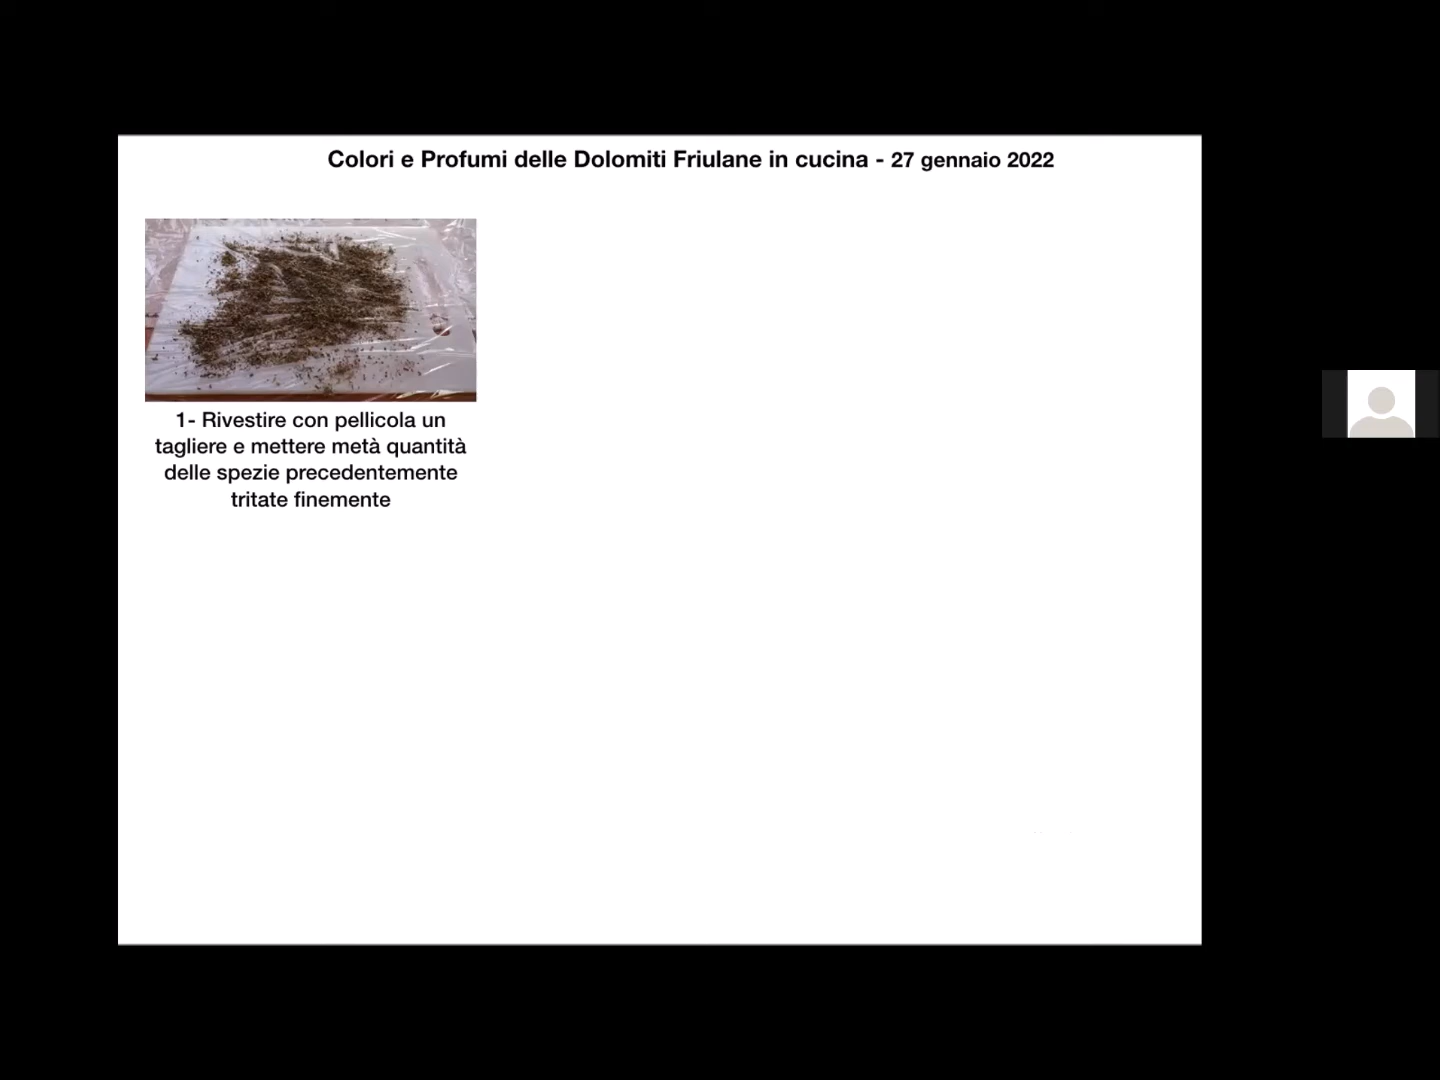 Colori e Profumi delle Dolomiti Friulane in cucina - 27 gennaio 2022
1- Rivestire con pellicola un
tagliere e mettere metà quantità
delle spezie precedentemente
tritate finemente